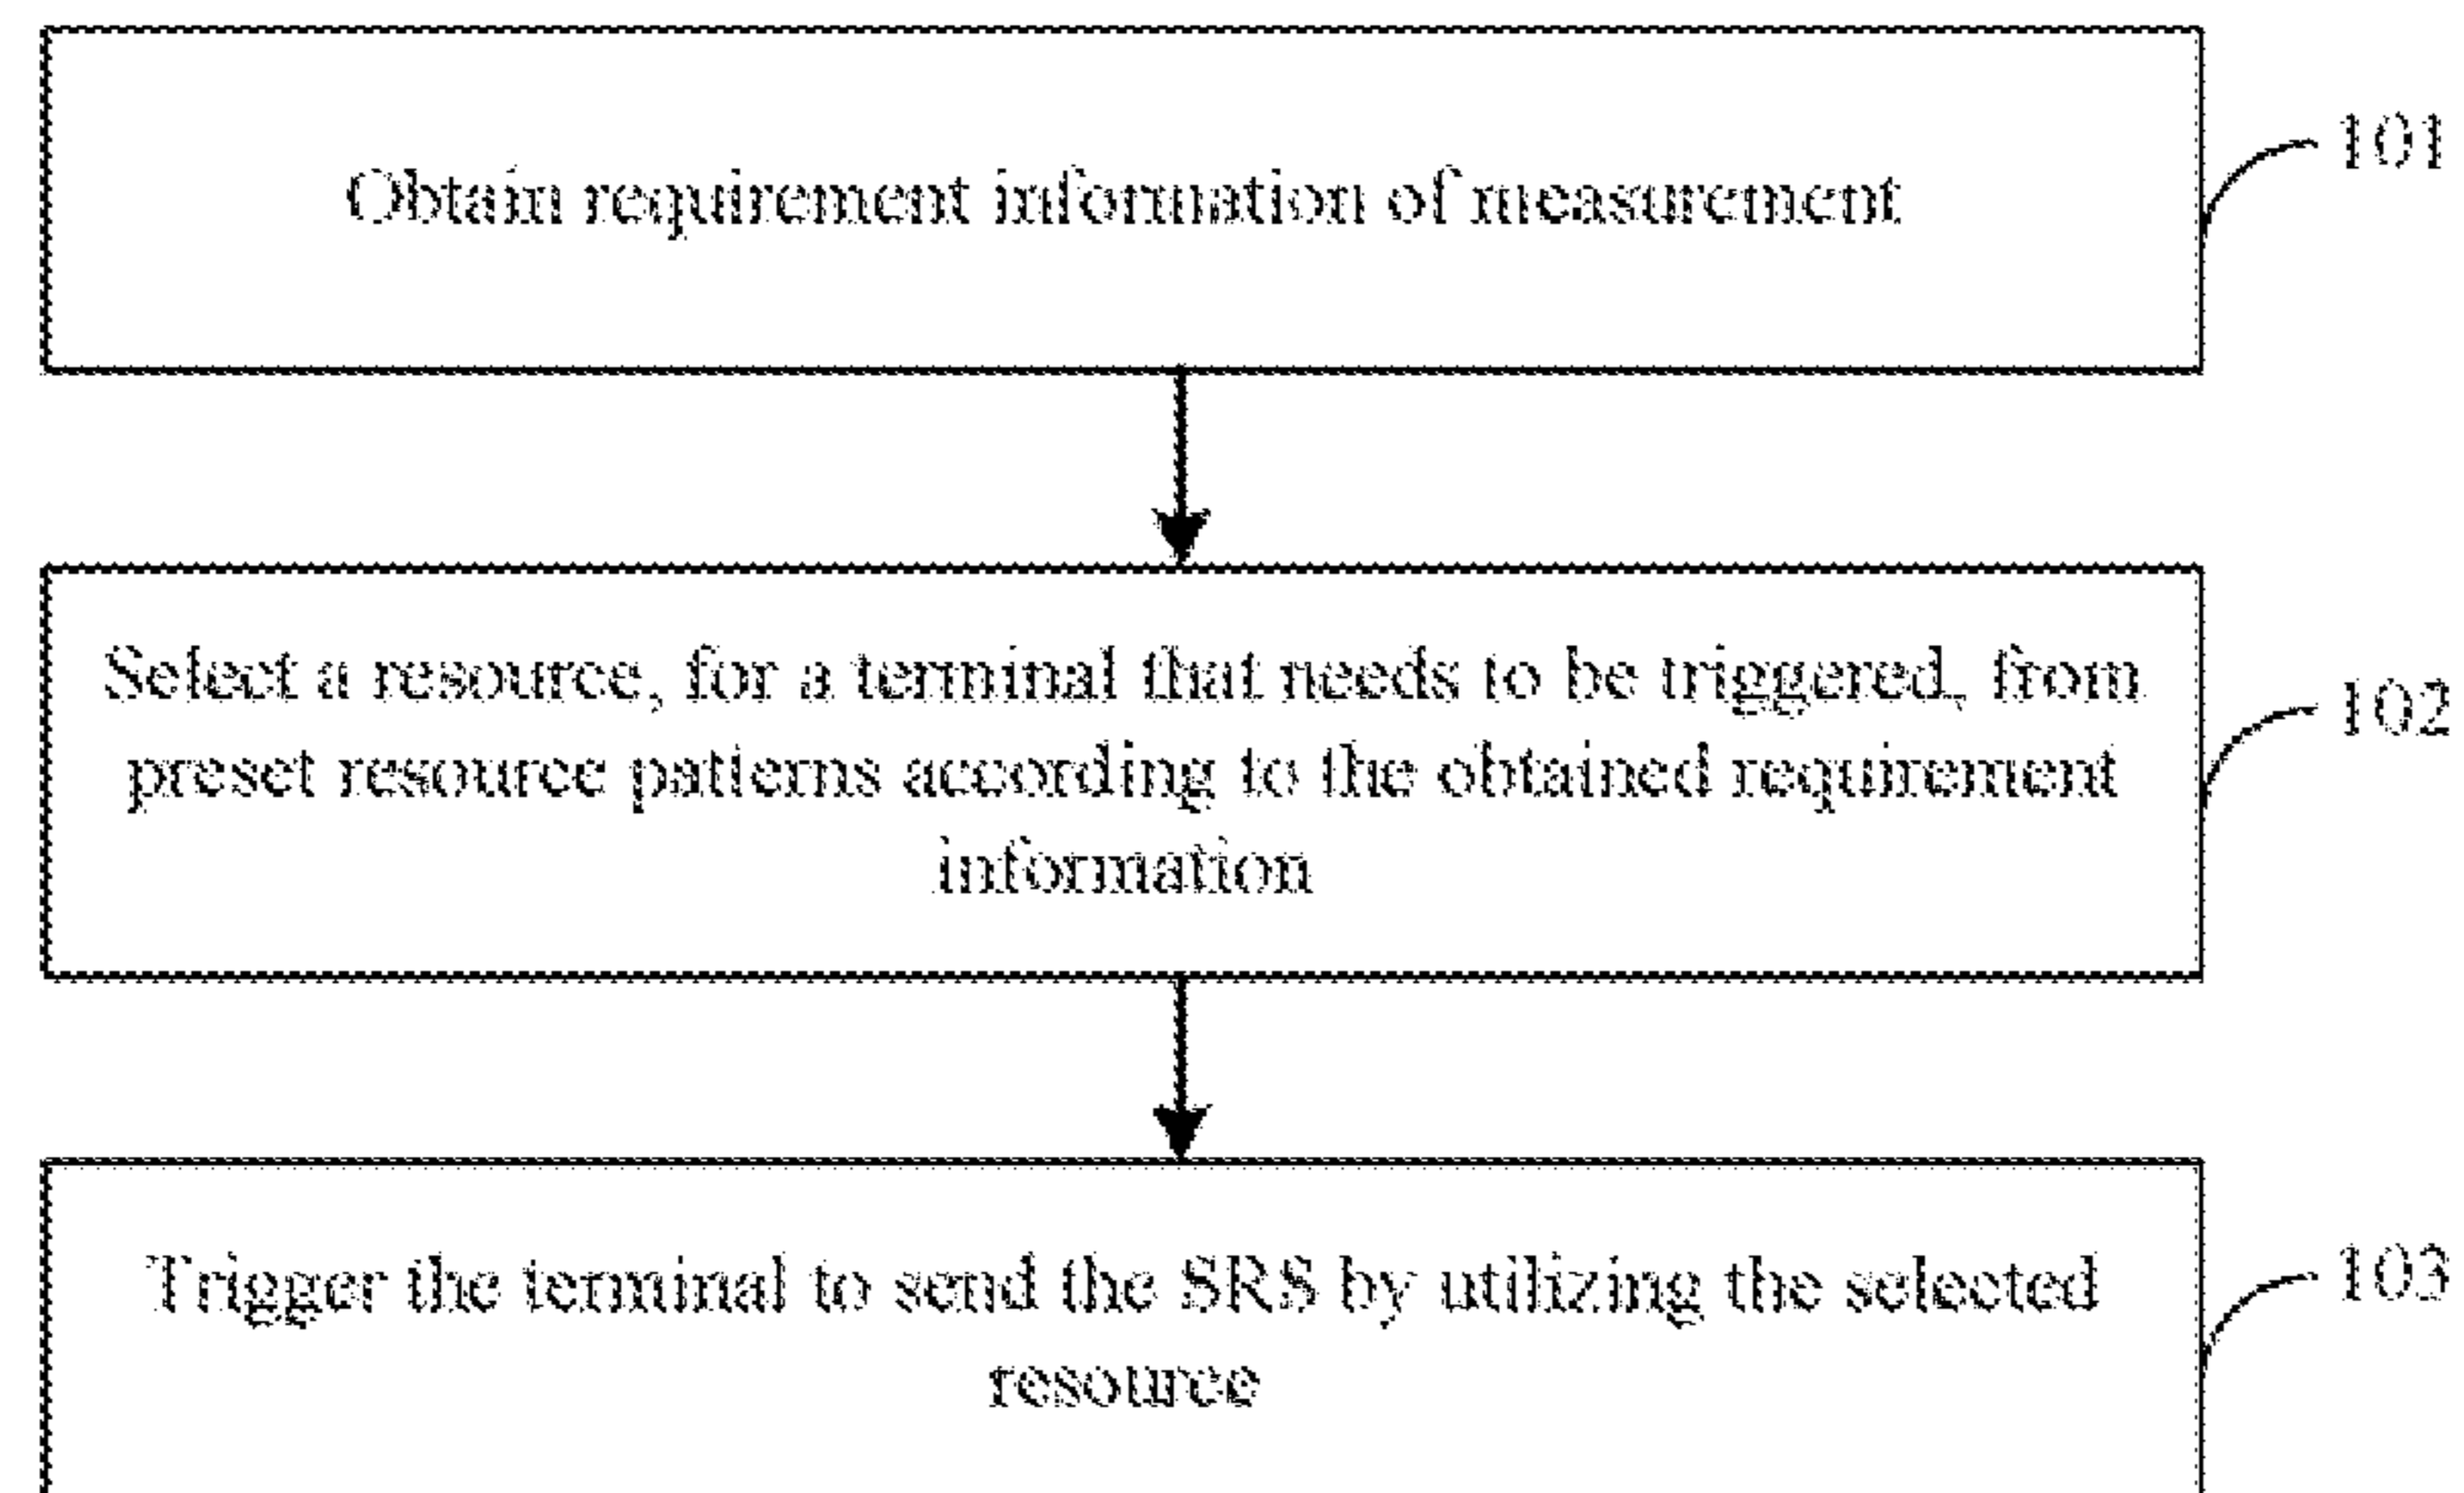 Obtain requirement information of measurement
101
Select a resource, for a terminal that needs to be triggered, from
preset resource patterns according to the obtained requirement
information
102
Trigger the terminal to send the SRS by utilizing the selected
resource
103